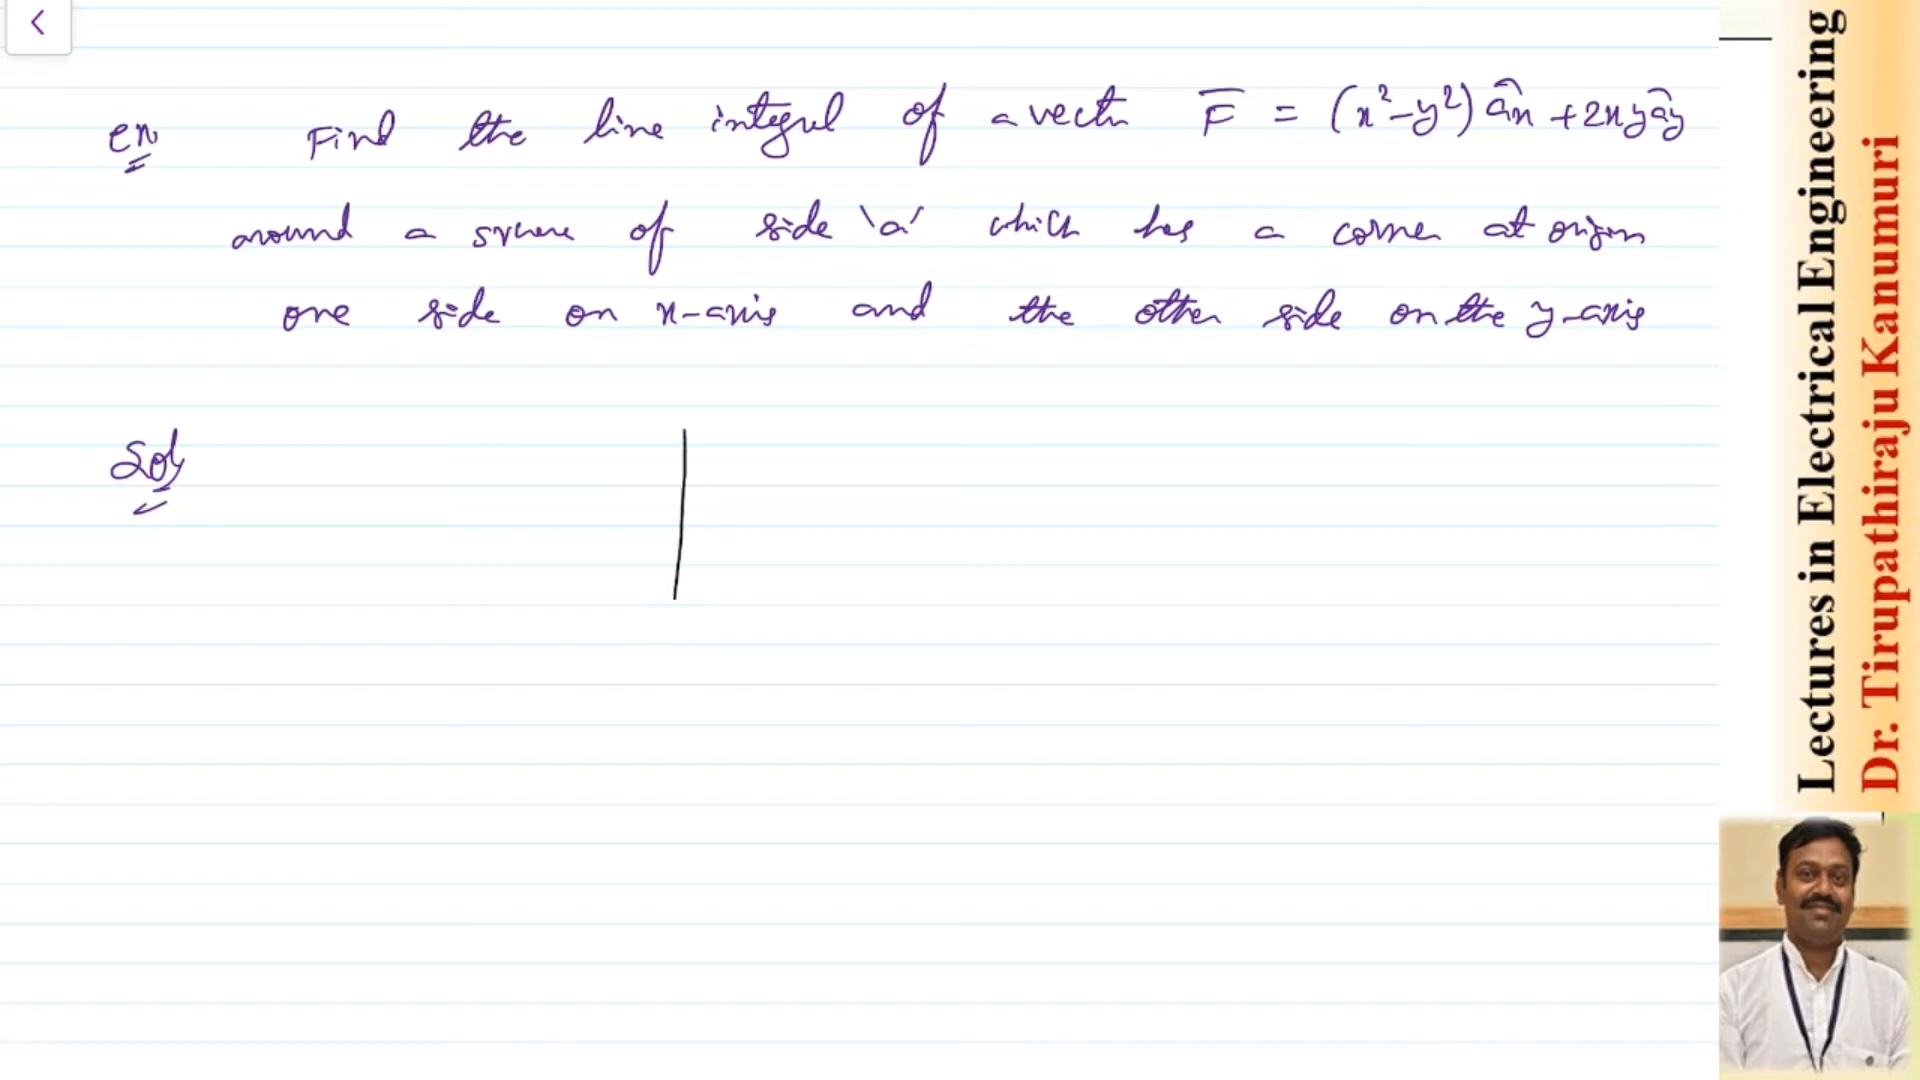 ex Find the line integral of a vector F̅ = (x²-y²) âx + 2xy ây
around a square of side 'a' which has a corner at origin
one side on x-axis and the other side on the y-axis
Sol
Lectures in Electrical Engineering
Dr. Tirupathiraju Kanumuri